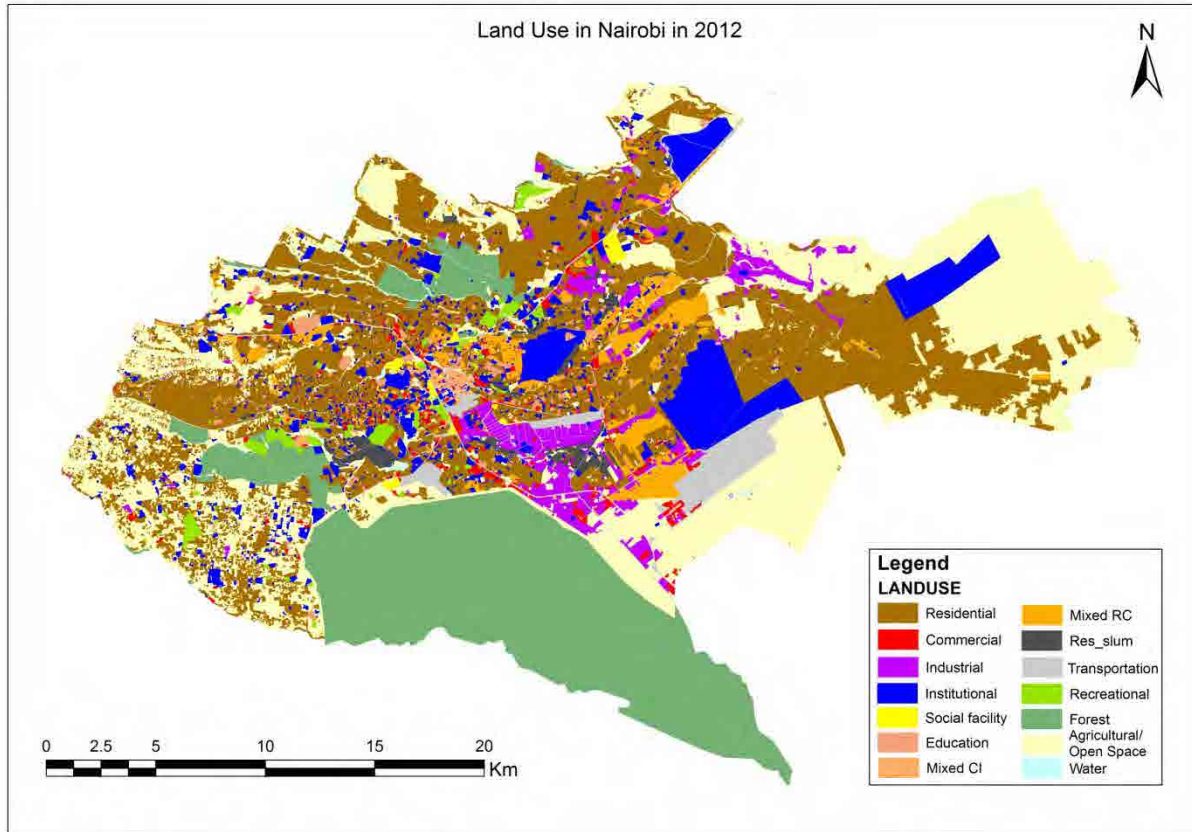 Land Use in Nairobi in 2012
N
0 2.5 5 10 15 20
Km
Legend
LANDUSE
Residential
Commercial
Industrial
Institutional
Social facility
Education
Mixed CI
Mixed RC
Res_slum
Transportation
Recreational
Forest
Agricultural/
Open Space
Water